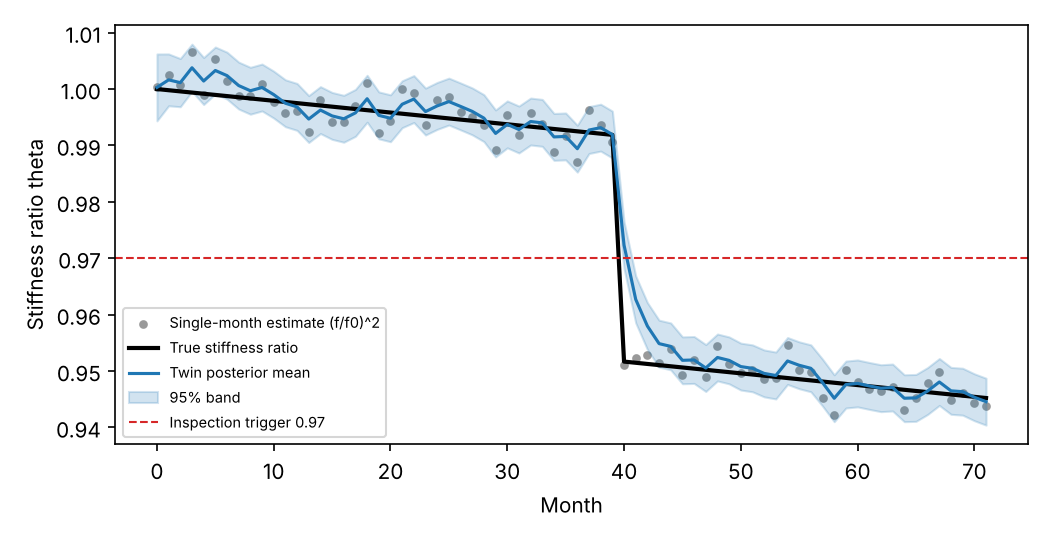 1.01
1.00
0.99
0.98
0.97
0.96
0.95
0.94
Stiffness ratio theta
Single-month estimate (f/f0)^2
True stiffness ratio
Twin posterior mean
95% band
Inspection trigger 0.97
0 10 20 30 40 50 60 70
Month